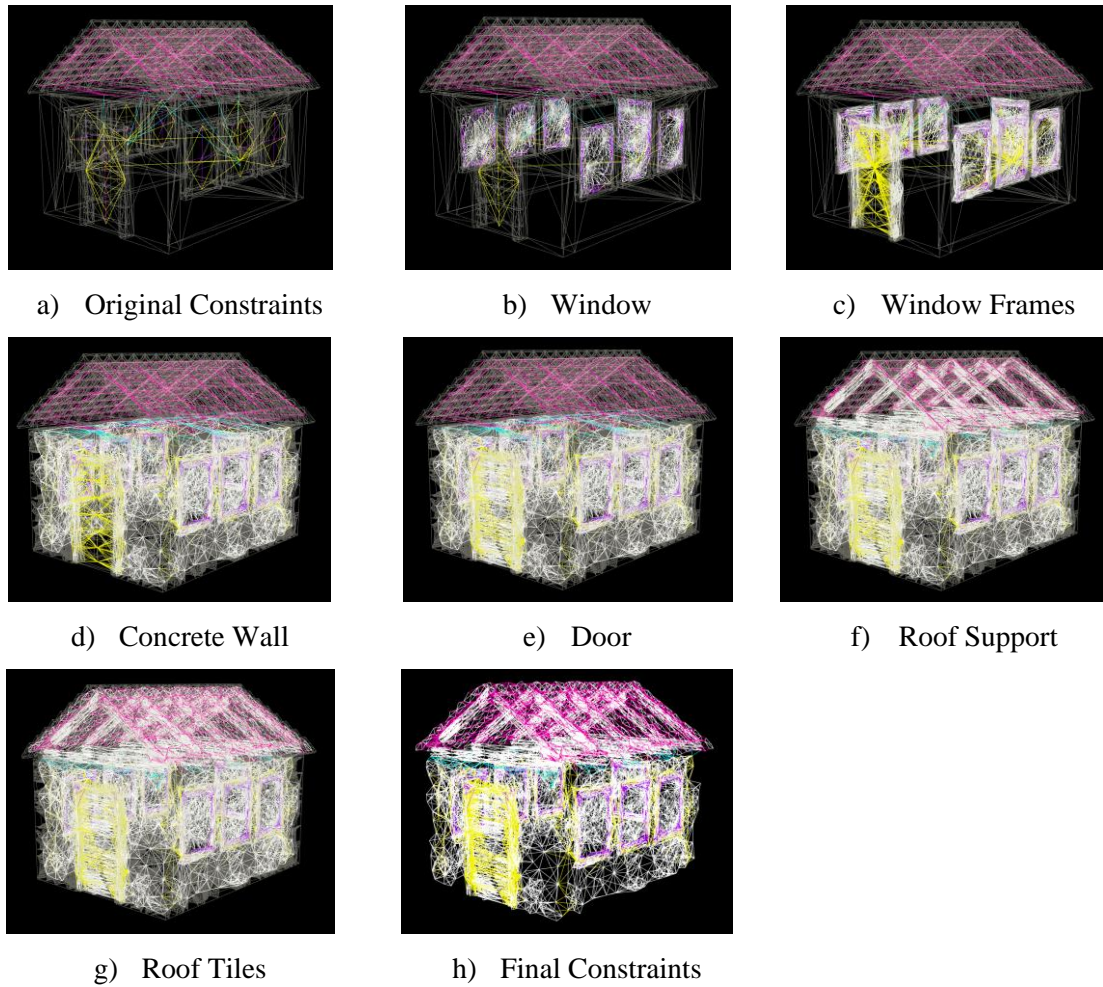 a) Original Constraints
b) Window
c) Window Frames
d) Concrete Wall
e) Door
f) Roof Support
g) Roof Tiles
h) Final Constraints